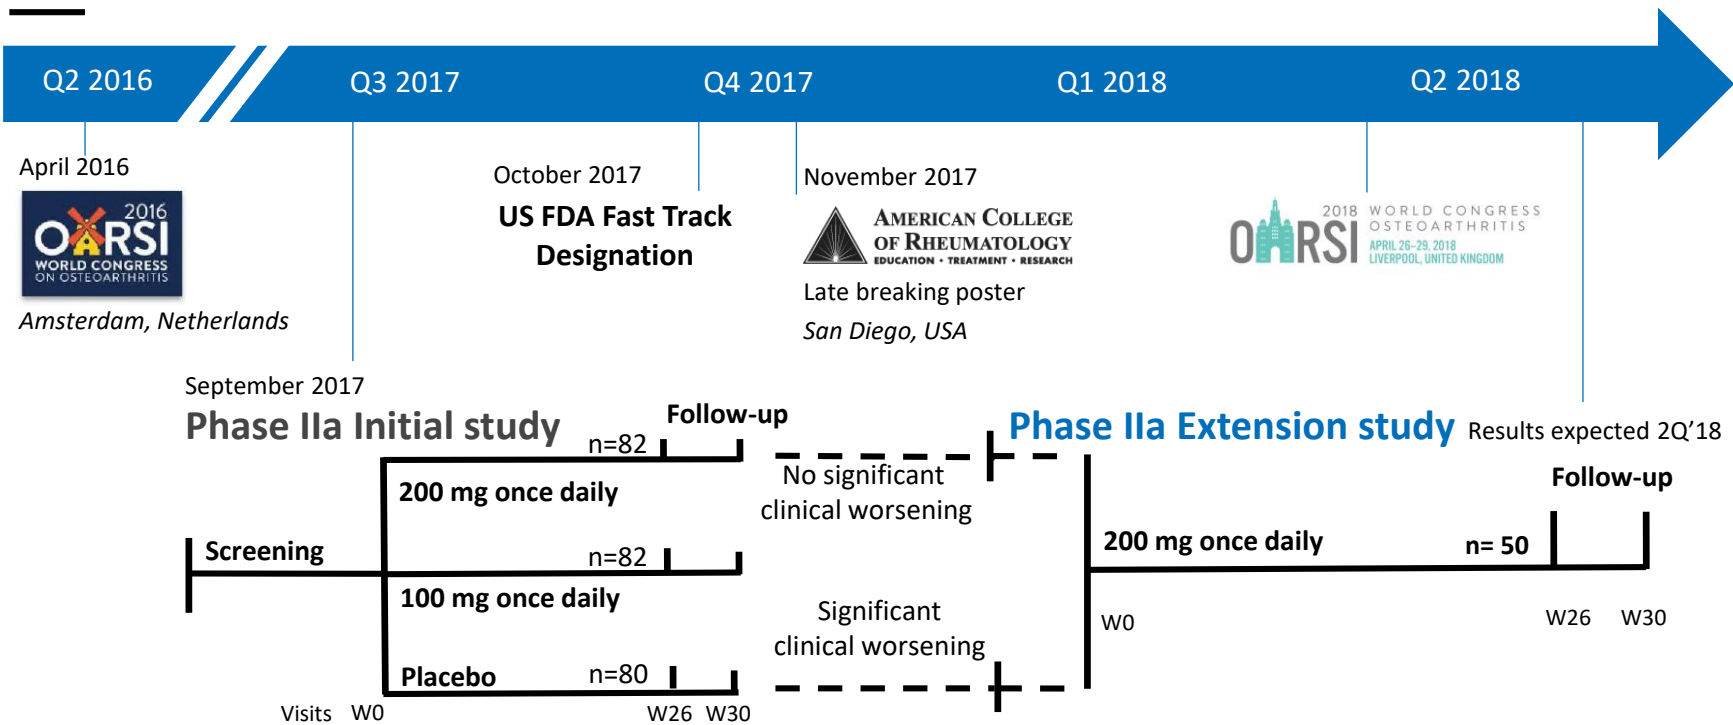 Q2 2016
Q3 2017
Q4 2017
Q1 2018
Q2 2018
April 2016
2016
OARSI
WORLD CONGRESS
ON OSTEOARTHRITIS
Amsterdam, Netherlands
October 2017
US FDA Fast Track
Designation
November 2017
AMERICAN COLLEGE
OF RHEUMATOLOGY
EDUCATION • TREATMENT • RESEARCH
Late breaking poster
San Diego, USA
OARSI
2018 WORLD CONGRESS
OSTEOARTHRITIS
APRIL 26-29, 2018
LIVERPOOL, UNITED KINGDOM
September 2017
Phase IIa Initial study
Follow-up
n=82
200 mg once daily
Screening
n=82
100 mg once daily
Placebo
n=80
Visits W0
W26 W30
No significant
clinical worsening
Significant
clinical worsening
Phase IIa Extension study
Results expected 2Q'18
Follow-up
200 mg once daily
n= 50
W0
W26 W30